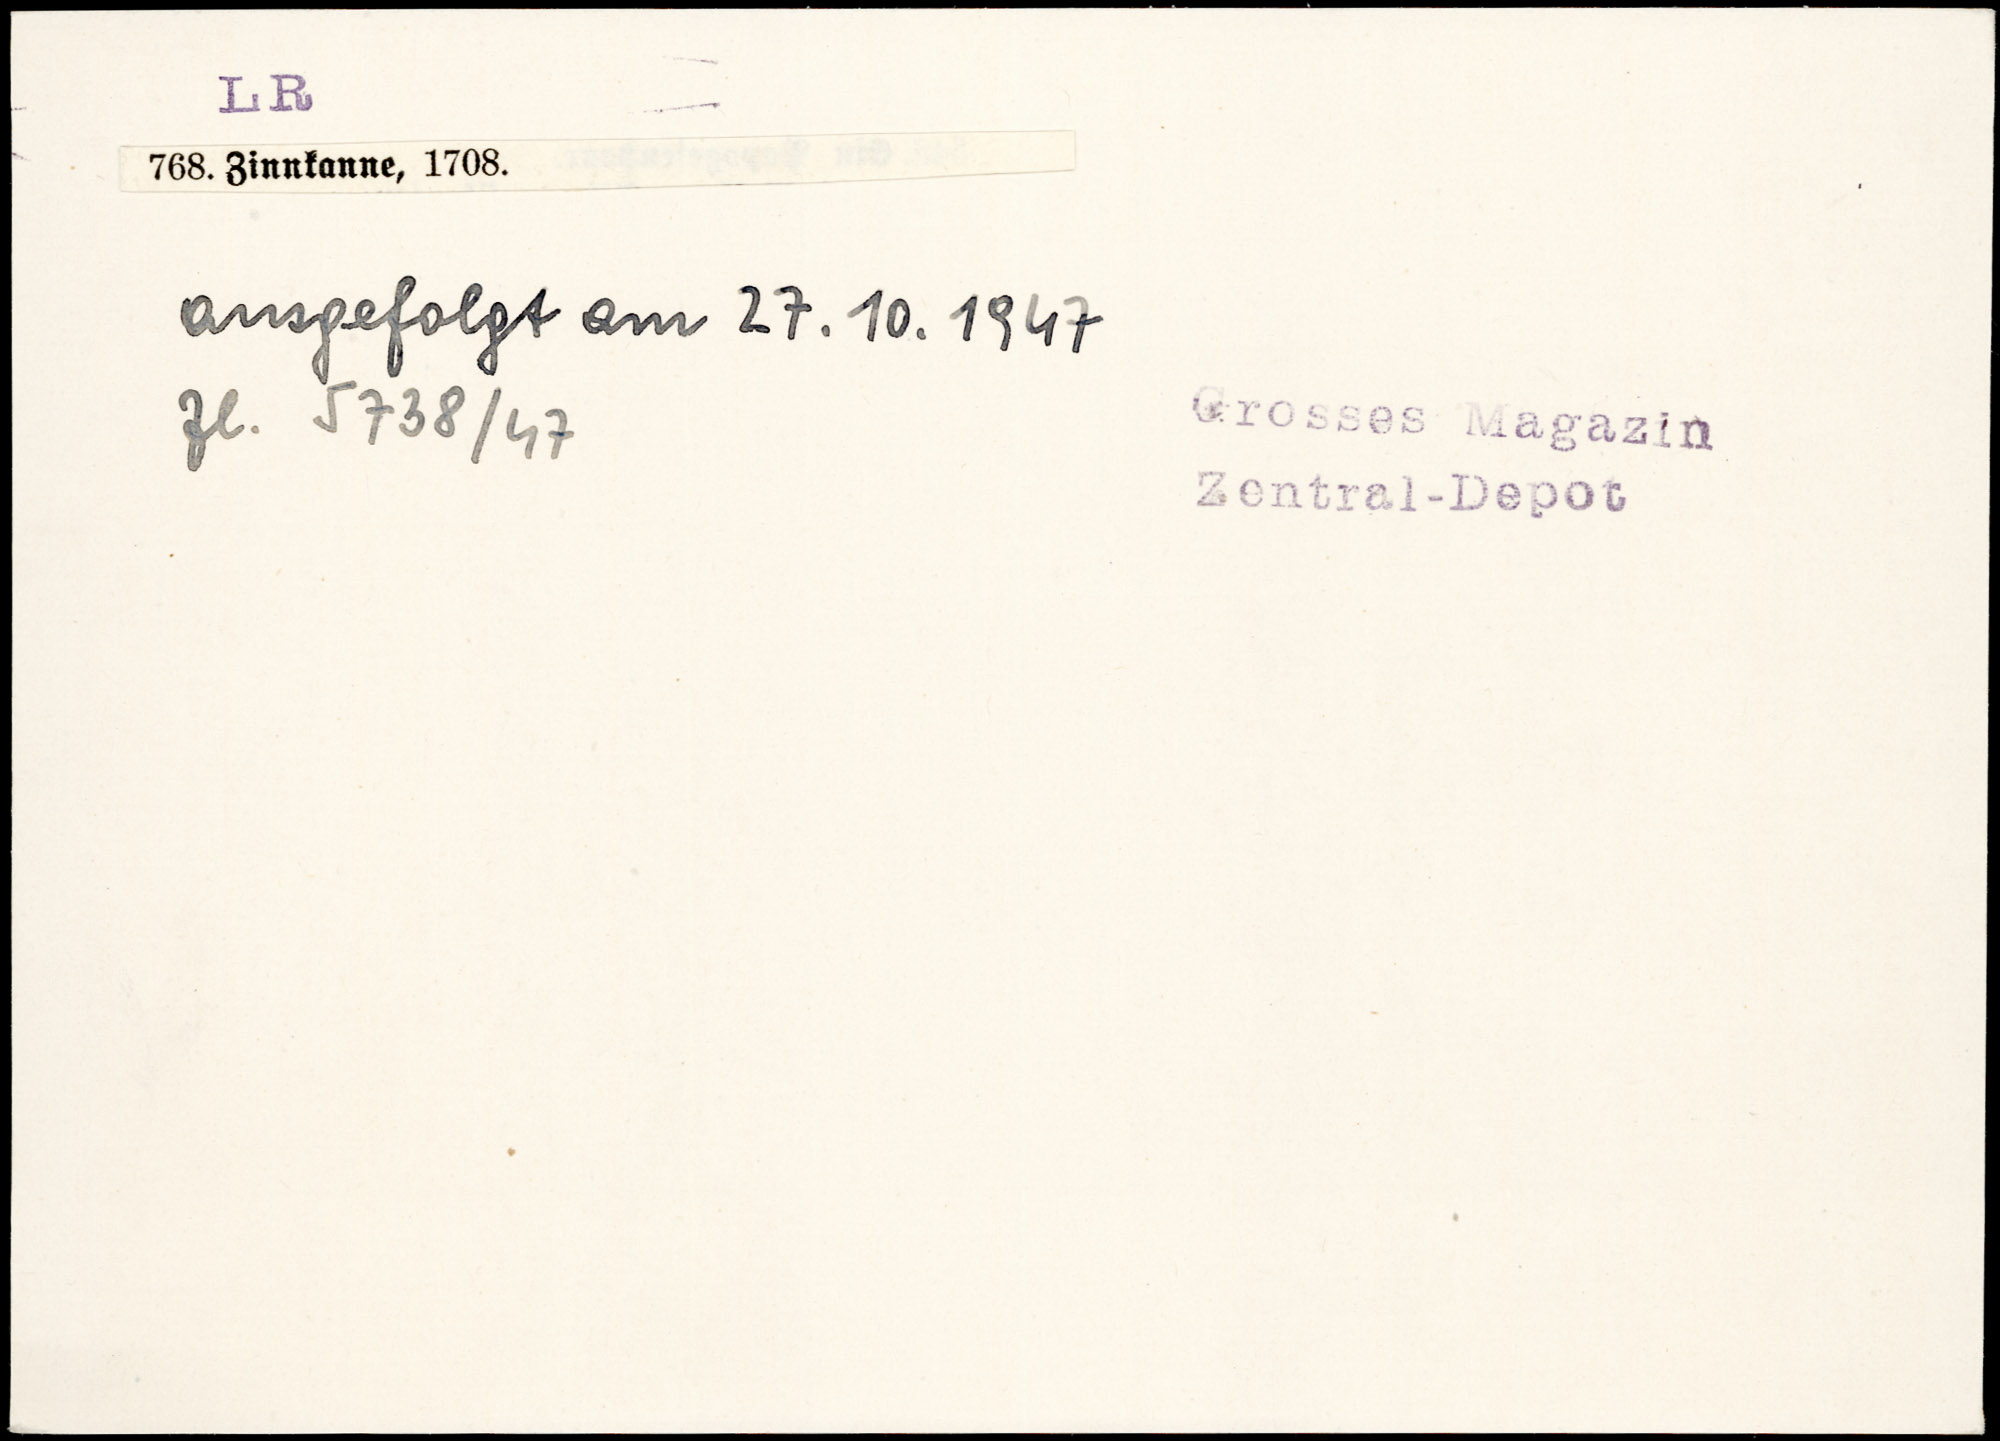 LR
768. Zinnkanne, 1708.
ausgefolgt am 27.10.1947
Zl. 5738/47
Grosses Magazin
Zentral-Depot